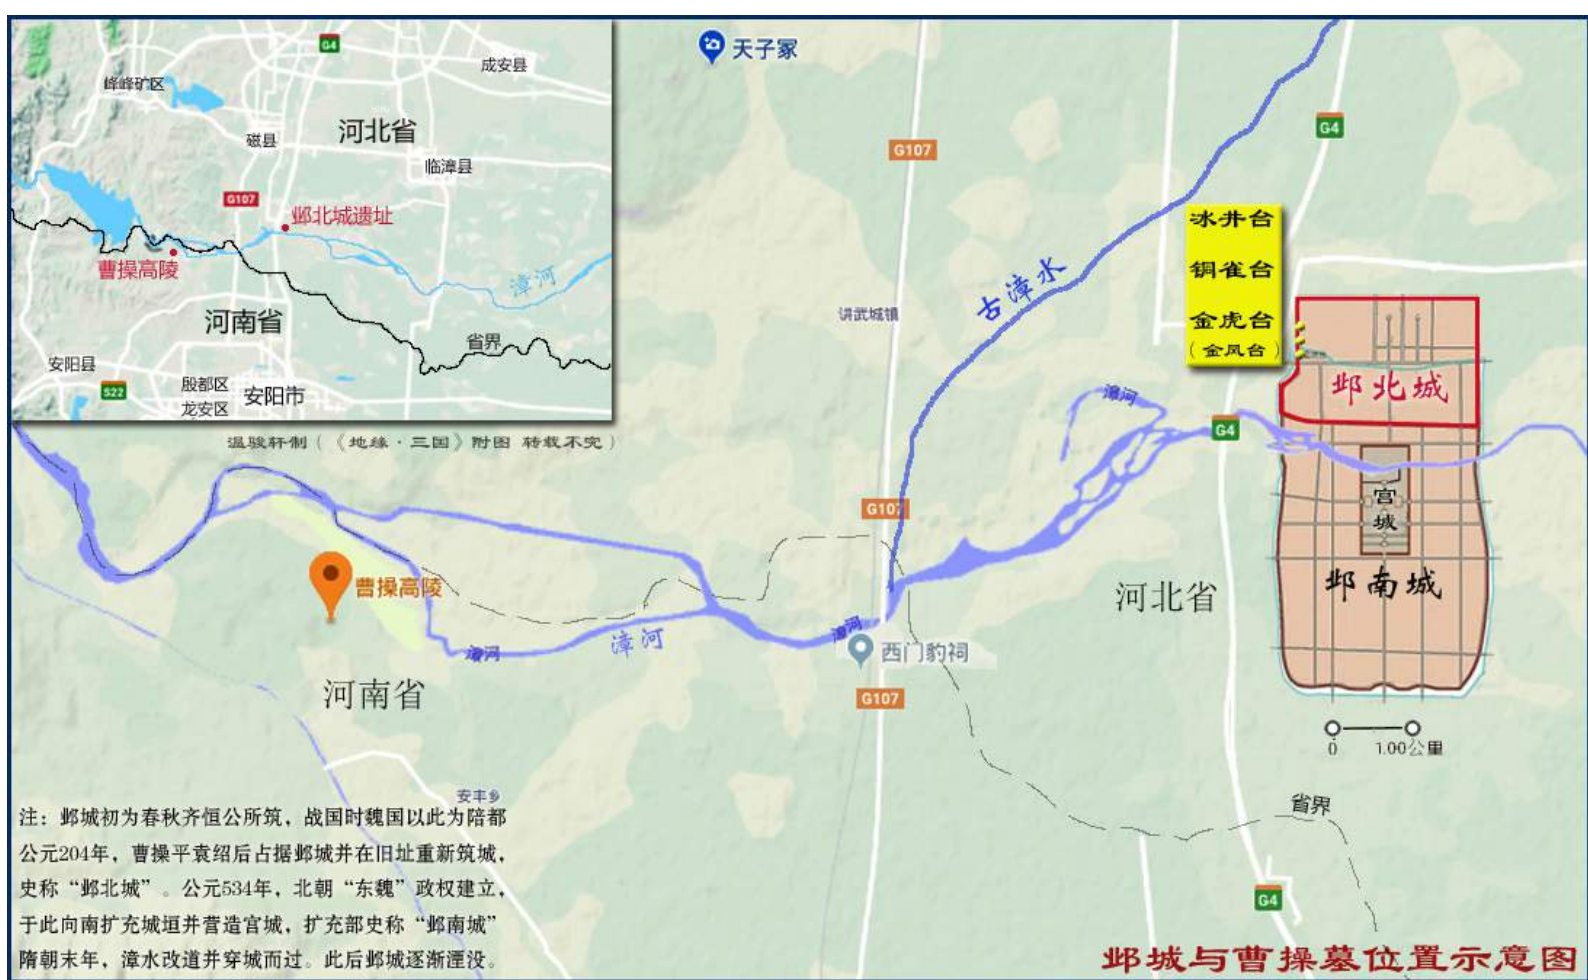 G4
成安县
峰峰矿区
磁县
河北省
临漳县
G107
邺北城遗址
曹操高陵
漳河
河南省
省界
安阳县
S22
殷都区
安阳市
龙安区
温骏轩制（《地缘·三国》附图 转载不究）
天子冢
G107
G4
冰井台
铜雀台
金虎台
（金凤台）
古漳水
讲武城镇
邺北城
漳河
G4
宫城
G107
曹操高陵
邺南城
河北省
漳河
漳河
漳河
西门豹祠
河南省
G107
0 1.00公里
安丰乡
省界
注：邺城初为春秋齐恒公所筑，战国时魏国以此为陪都
公元204年，曹操平袁绍后占据邺城并在旧址重新筑城，
史称“邺北城”。公元534年，北朝“东魏”政权建立，
于此向南扩充城垣并营造宫城，扩充部史称“邺南城”
隋朝末年，漳水改道并穿城而过。此后邺城逐渐湮没。
G4
邺城与曹操墓位置示意图